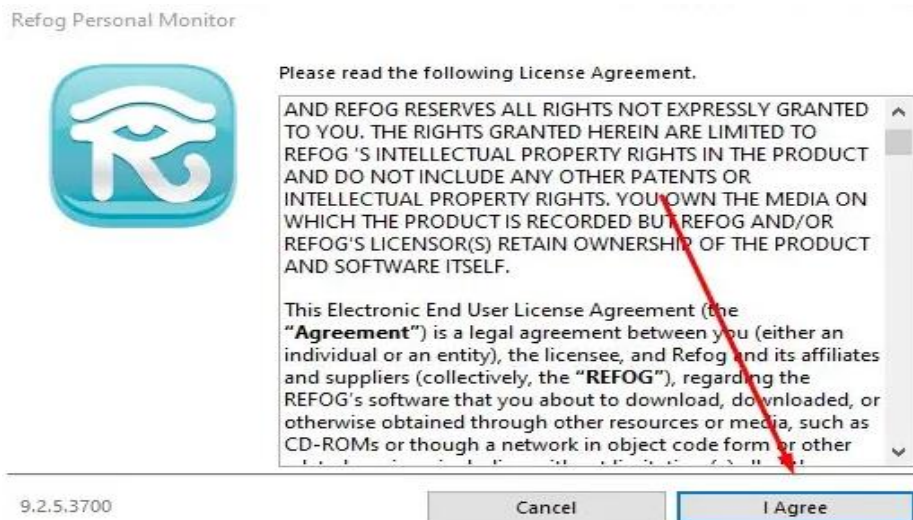 Refog Personal Monitor
Please read the following License Agreement.
AND REFOG RESERVES ALL RIGHTS NOT EXPRESSLY GRANTED
TO YOU. THE RIGHTS GRANTED HEREIN ARE LIMITED TO
REFOG 'S INTELLECTUAL PROPERTY RIGHTS IN THE PRODUCT
AND DO NOT INCLUDE ANY OTHER PATENTS OR
INTELLECTUAL PROPERTY RIGHTS. YOU OWN THE MEDIA ON
WHICH THE PRODUCT IS RECORDED BUT REFOG AND/OR
REFOG'S LICENSOR(S) RETAIN OWNERSHIP OF THE PRODUCT
AND SOFTWARE ITSELF.
This Electronic End User License Agreement (the
“Agreement”) is a legal agreement between you (either an
individual or an entity), the licensee, and Refog and its affiliates
and suppliers (collectively, the “REFOG”), regarding the
REFOG's software that you about to download, downloaded, or
otherwise obtained through other resources or media, such as
CD-ROMs or though a network in object code form or other
9.2.5.3700
Cancel
I Agree